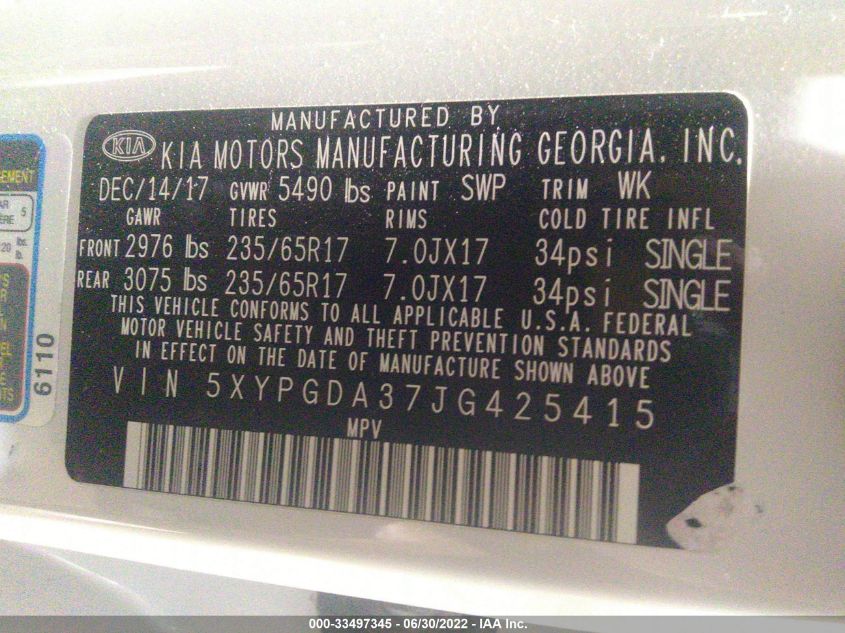 MANUFACTURED BY
KIA KIA MOTORS MANUFACTURING GEORGIA, INC.
DEC/14/17 GVWR 5490 lbs PAINT SWP TRIM WK
GAWR TIRES RIMS COLD TIRE INFL
FRONT 2976 lbs 235/65R17 7.0JX17 34psi SINGLE
REAR 3075 lbs 235/65R17 7.0JX17 34psi SINGLE
THIS VEHICLE CONFORMS TO ALL APPLICABLE U.S.A. FEDERAL
MOTOR VEHICLE SAFETY AND THEFT PREVENTION STANDARDS
IN EFFECT ON THE DATE OF MANUFACTURE SHOWN ABOVE
VIN 5XYPGDA37JG425415
MPV
5
20 lbs.
6110
000-33497345 - 06/30/2022 - IAA Inc.